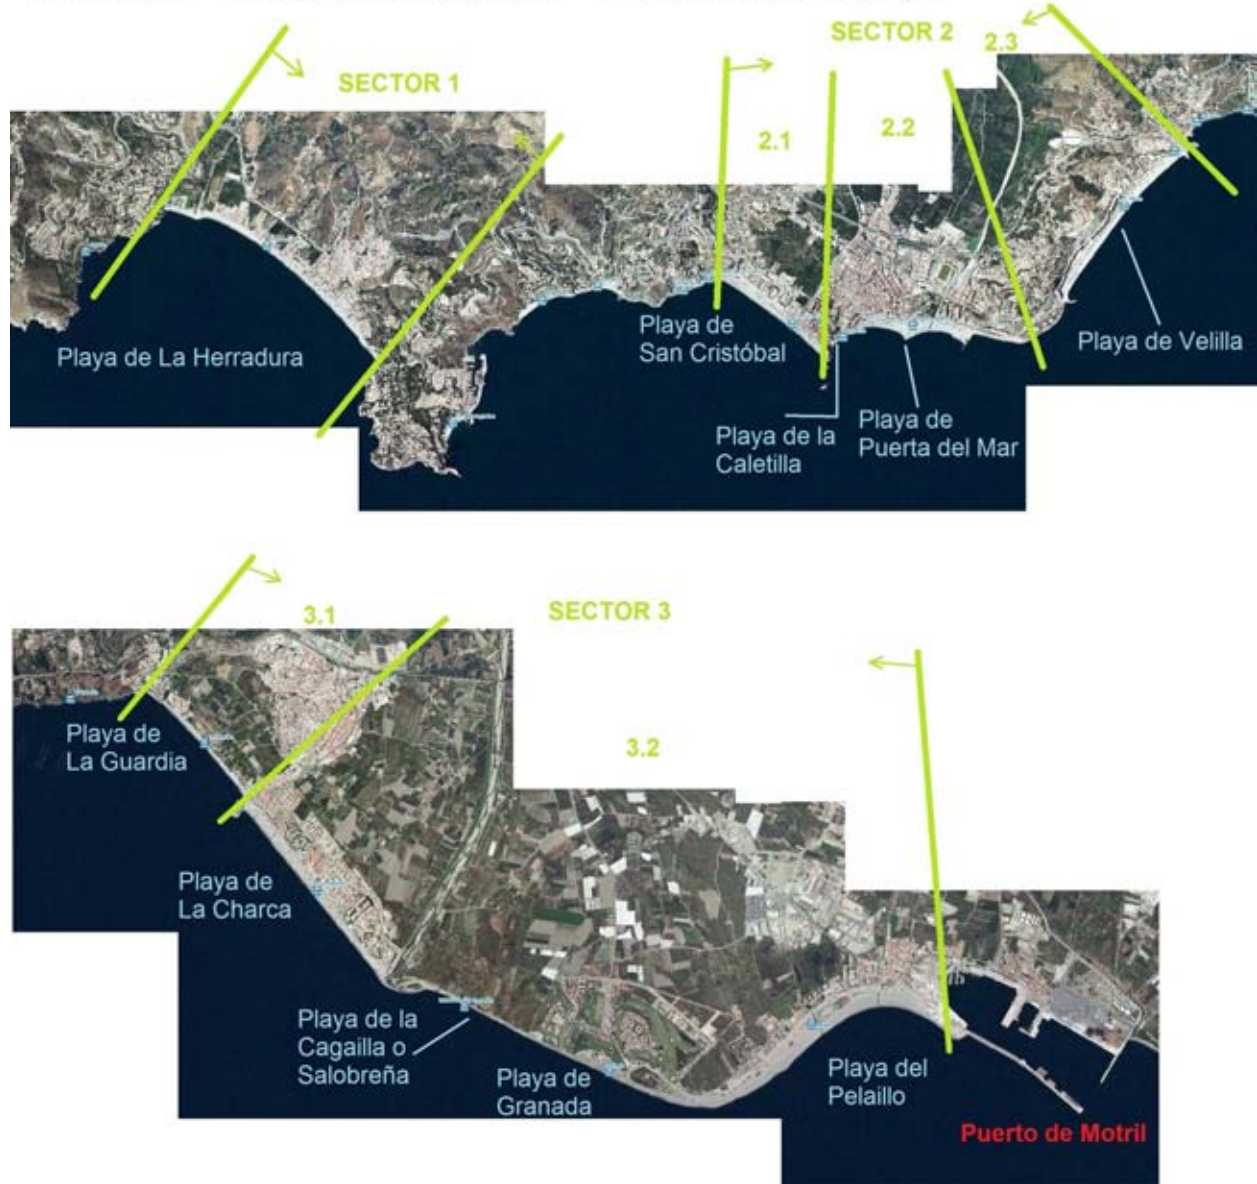 SECTOR 1
SECTOR 2
2.3
2.1
2.2
Playa de La Herradura
Playa de
San Cristóbal
Playa de la
Caletilla
Playa de
Puerta del Mar
Playa de Velilla
3.1
SECTOR 3
3.2
Playa de
La Guardia
Playa de
La Charca
Playa de la
Cagailla o
Salobreña
Playa de
Granada
Playa del
Pelaillo
Puerto de Motril